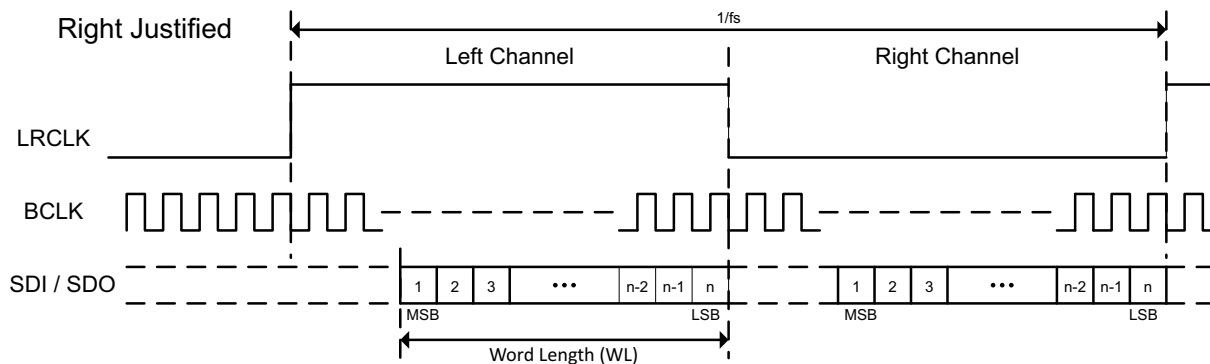 Right Justified
1/fs
Left Channel
Right Channel
LRCLK
BCLK
SDI / SDO
1 2 3 ••• n-2 n-1 n 1 2 3 ••• n-2 n-1 n
MSB LSB MSB LSB
Word Length (WL)